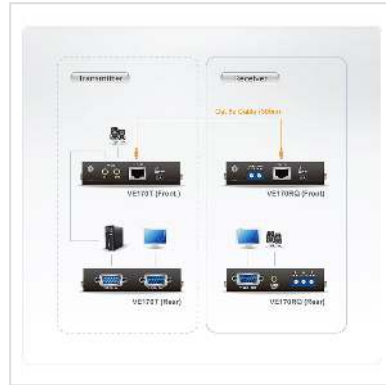 Transmitter
Receiver
Cat 5e Cable (300m)
VE170T (Front)
VE170RQ (Front)
VE170T (Rear)
VE170RQ (Rear)